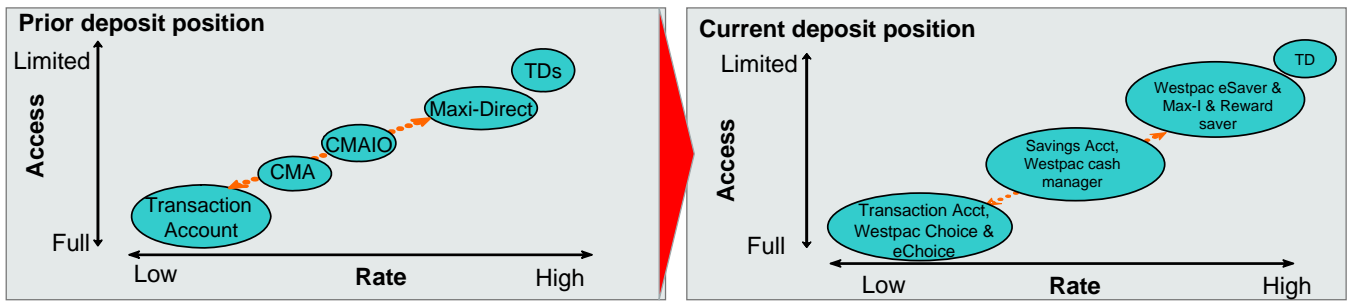 Prior deposit position
Limited
Access
Full
TDs
Maxi-Direct
CMAIO
CMA
Transaction
Account
Low
Rate
High
Current deposit position
Limited
Access
Full
TD
Westpac eSaver &
Max-I & Reward
saver
Savings Acct,
Westpac cash
manager
Transaction Acct,
Westpac Choice &
eChoice
Low
Rate
High